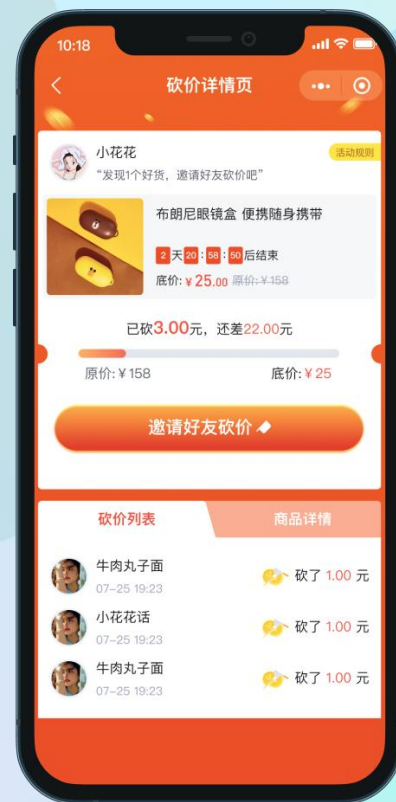 10:18
砍价详情页
小花花
活动规则
“发现1个好货，邀请好友砍价吧”
布朗尼眼镜盒 便携随身携带
2 天 20 : 58 : 50 后结束
底价: ¥ 25.00 原价: ¥ 158
已砍3.00元，还差22.00元
原价: ¥ 158 底价: ¥ 25
邀请好友砍价
砍价列表 商品详情
牛肉丸子面
07-25 19:23
砍了 1.00 元
小花花话
07-25 19:23
砍了 1.00 元
牛肉丸子面
07-25 19:23
砍了 1.00 元